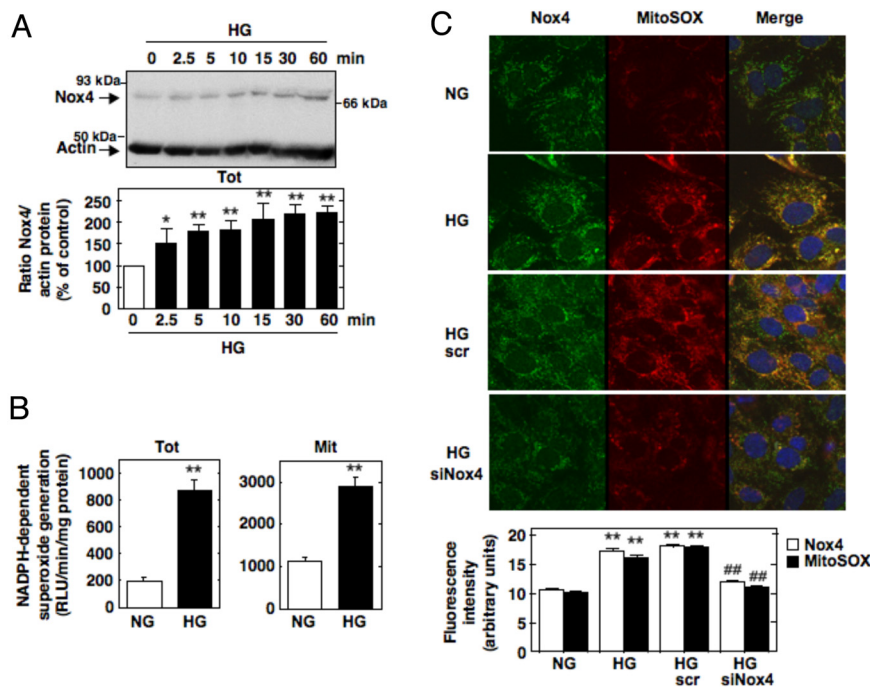 A
HG
0 2.5 5 10 15 30 60 min
93 kDa
Nox4
66 kDa
50 kDa
Actin
Tot
Ratio Nox4/
actin protein
(% of control)
250
200
150
100
50
0
* ** ** ** ** **
0 2.5 5 10 15 30 60 min
HG
B
NADPH-dependent
superoxide generation
(RLU/min/mg protein)
Tot
1000
800
600
400
200
0
**
NG HG
Mit
3000
2000
1000
0
**
NG HG
C
Nox4 MitoSOX Merge
NG
HG
HG
scr
HG
siNox4
Fluorescence
intensity
(arbitrary units)
20
15
10
5
0
** ** ** ** ## ##
Nox4
MitoSOX
NG HG HG HG
scr siNox4